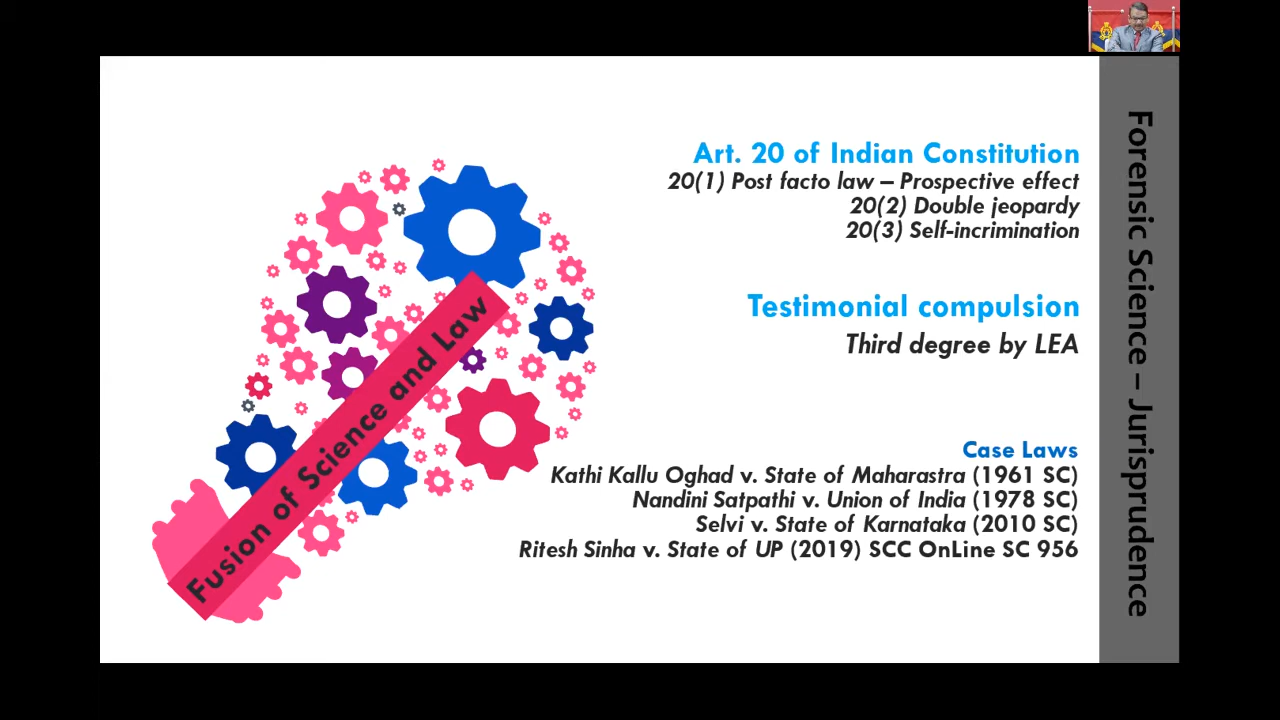 Art. 20 of Indian Constitution
20(1) Post facto law – Prospective effect
20(2) Double jeopardy
20(3) Self-incrimination
Testimonial compulsion
Third degree by LEA
Case Laws
Kathi Kallu Oghad v. State of Maharastra (1961 SC)
Nandini Satpathi v. Union of India (1978 SC)
Selvi v. State of Karnataka (2010 SC)
Ritesh Sinha v. State of UP (2019) SCC OnLine SC 956
Fusion of Science and Law
Forensic Science – Jurisprudence